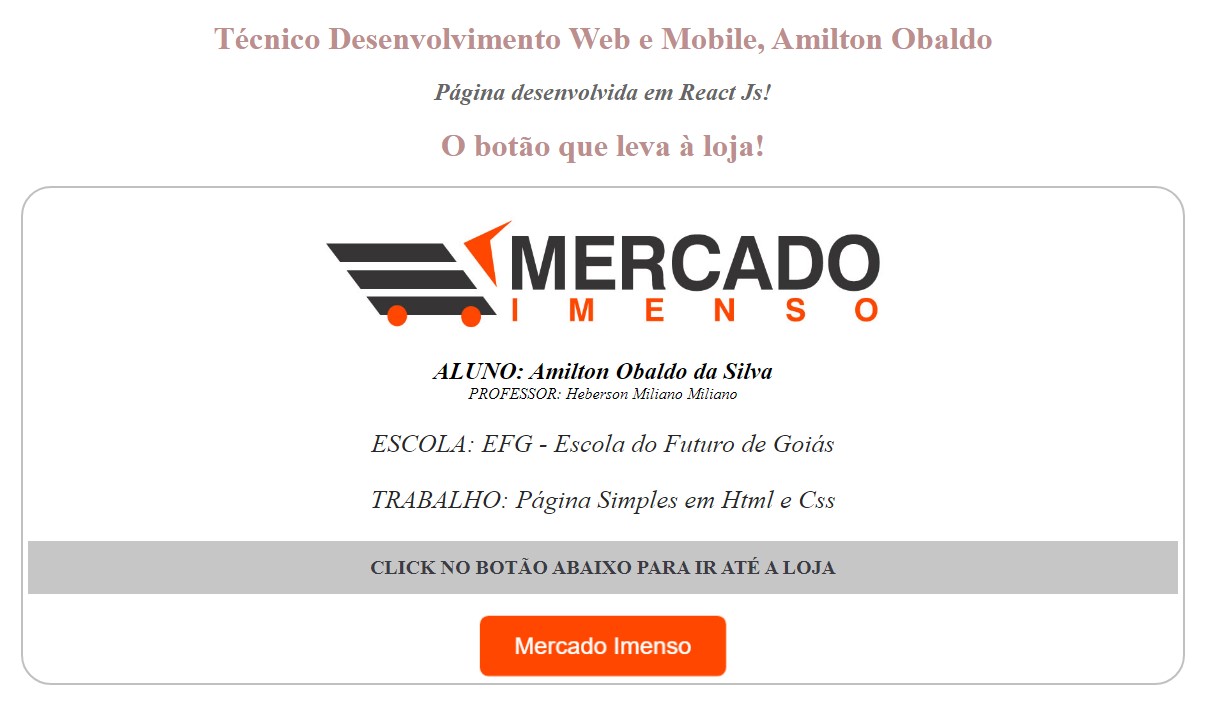 Técnico Desenvolvimento Web e Mobile, Amilton Obaldo
Página desenvolvida em React Js!
O botão que leva à loja!
MERCADO
IMENSO
ALUNO: Amilton Obaldo da Silva
PROFESSOR: Heberson Miliano Miliano
ESCOLA: EFG - Escola do Futuro de Goiás
TRABALHO: Página Simples em Html e Css
CLICK NO BOTÃO ABAIXO PARA IR ATÉ A LOJA
Mercado Imenso